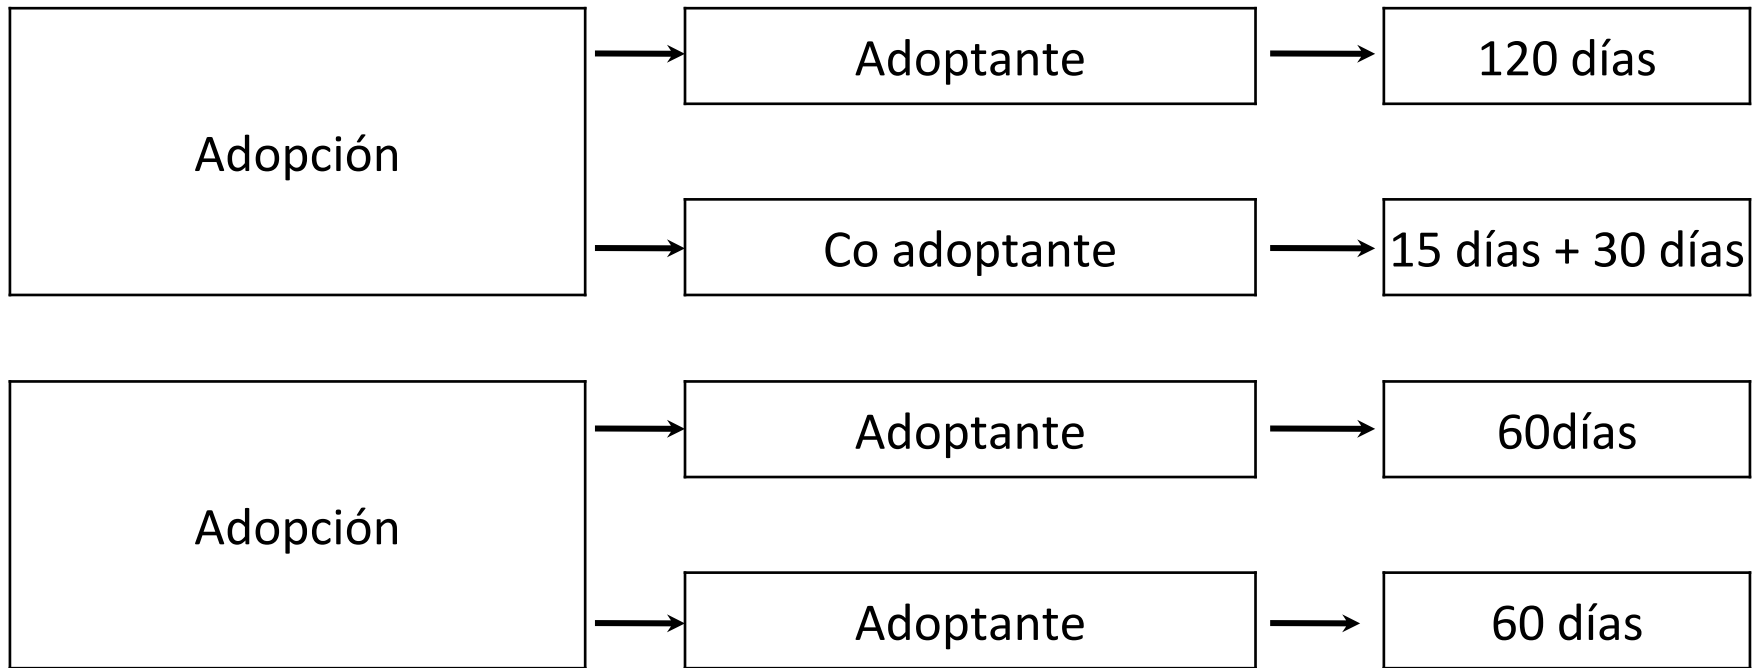 Adopción
Adoptante
120 días
Co adoptante
15 días + 30 días
Adopción
Adoptante
60días
Adoptante
60 días